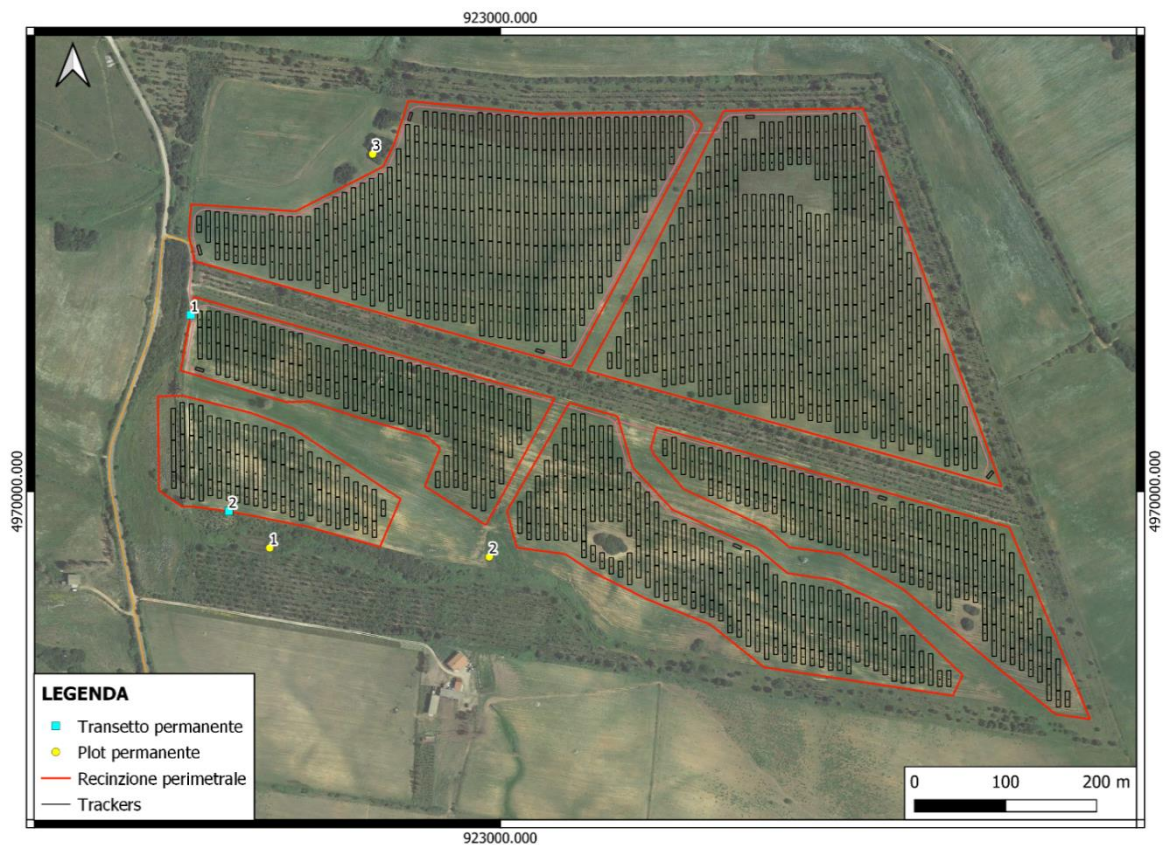 923000.000
3
1
2
1
2
4970000.000
4970000.000
LEGENDA
Transetto permanente
Plot permanente
Recinzione perimetrale
Trackers
0 100 200 m
923000.000